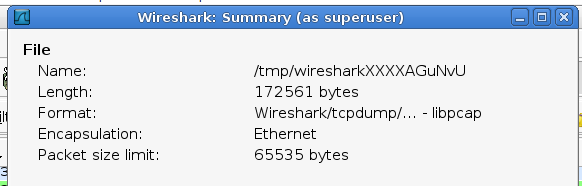 Wireshark: Summary (as superuser)
File
Name: /tmp/wiresharkXXXXAGuNvU
Length: 172561 bytes
Format: Wireshark/tcpdump/... - libpcap
Encapsulation: Ethernet
Packet size limit: 65535 bytes